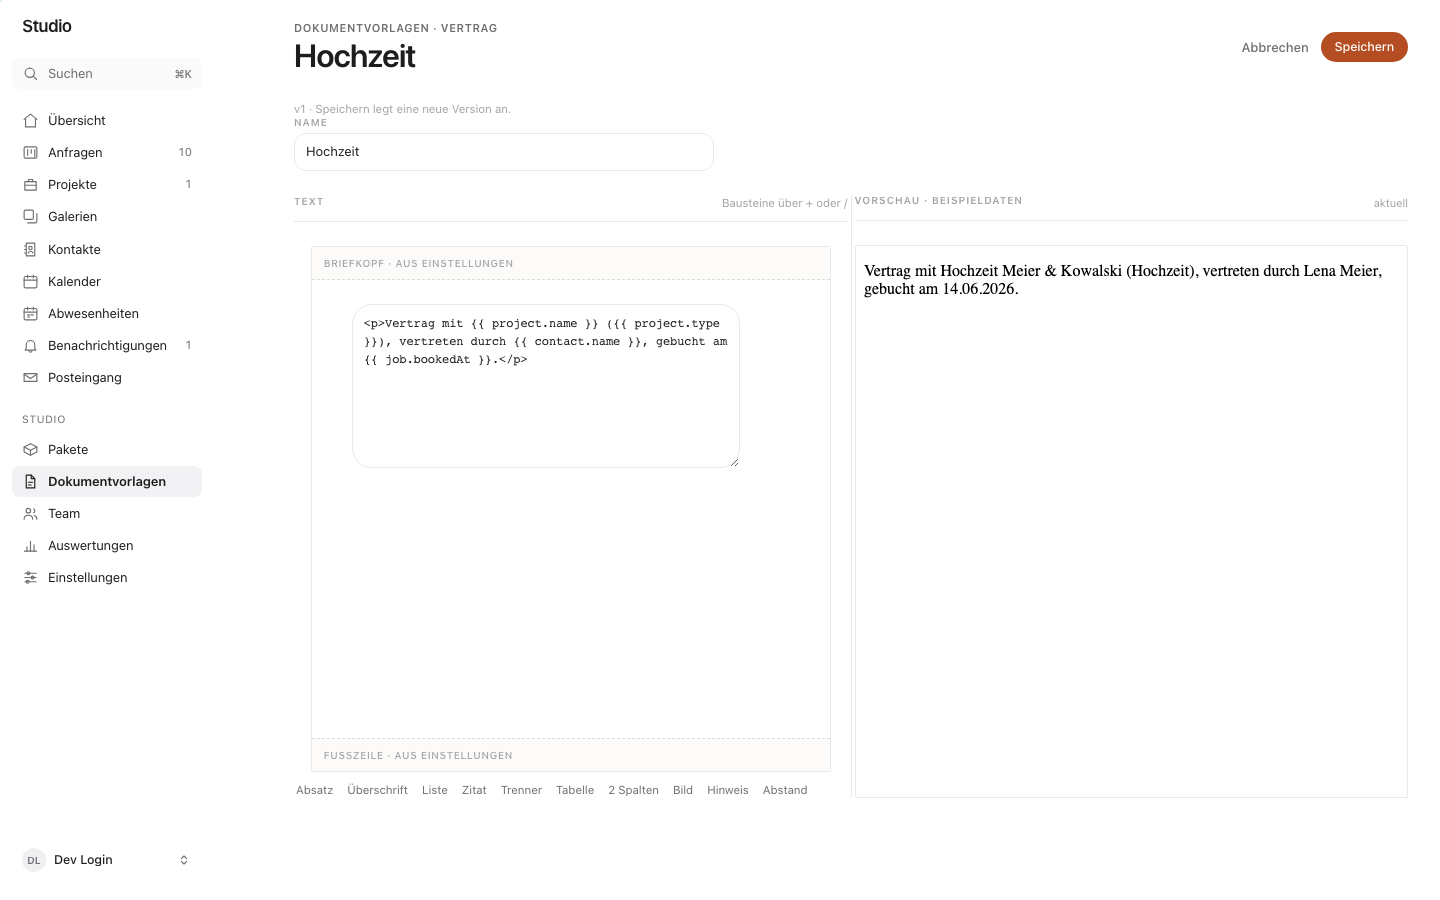 Studio
Suchen ⌘K
Übersicht
Anfragen 10
Projekte 1
Galerien
Kontakte
Kalender
Abwesenheiten
Benachrichtigungen 1
Posteingang
STUDIO
Pakete
Dokumentvorlagen
Team
Auswertungen
Einstellungen
DL Dev Login
DOKUMENTVORLAGEN · VERTRAG
Hochzeit
Abbrechen
Speichern
v1 · Speichern legt eine neue Version an.
NAME
Hochzeit
TEXT
Bausteine über + oder /
BRIEFKOPF · AUS EINSTELLUNGEN
<p>Vertrag mit {{ project.name }} ({{ project.type
}}), vertreten durch {{ contact.name }}, gebucht am
{{ job.bookedAt }}.</p>
FUSSZEILE · AUS EINSTELLUNGEN
Absatz Überschrift Liste Zitat Trenner Tabelle 2 Spalten Bild Hinweis Abstand
VORSCHAU · BEISPIELDATEN
aktuell
Vertrag mit Hochzeit Meier & Kowalski (Hochzeit), vertreten durch Lena Meier,
gebucht am 14.06.2026.